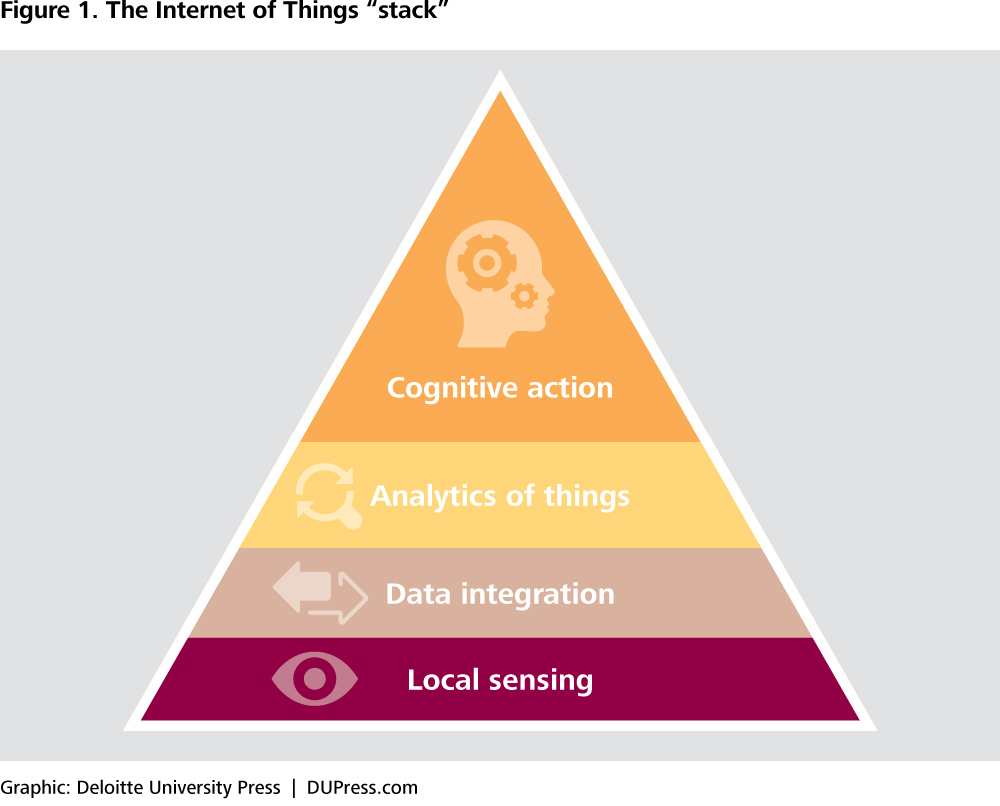 Figure 1. The Internet of Things “stack”
Cognitive action
Analytics of things
Data integration
Local sensing
Graphic: Deloitte University Press | DUPress.com